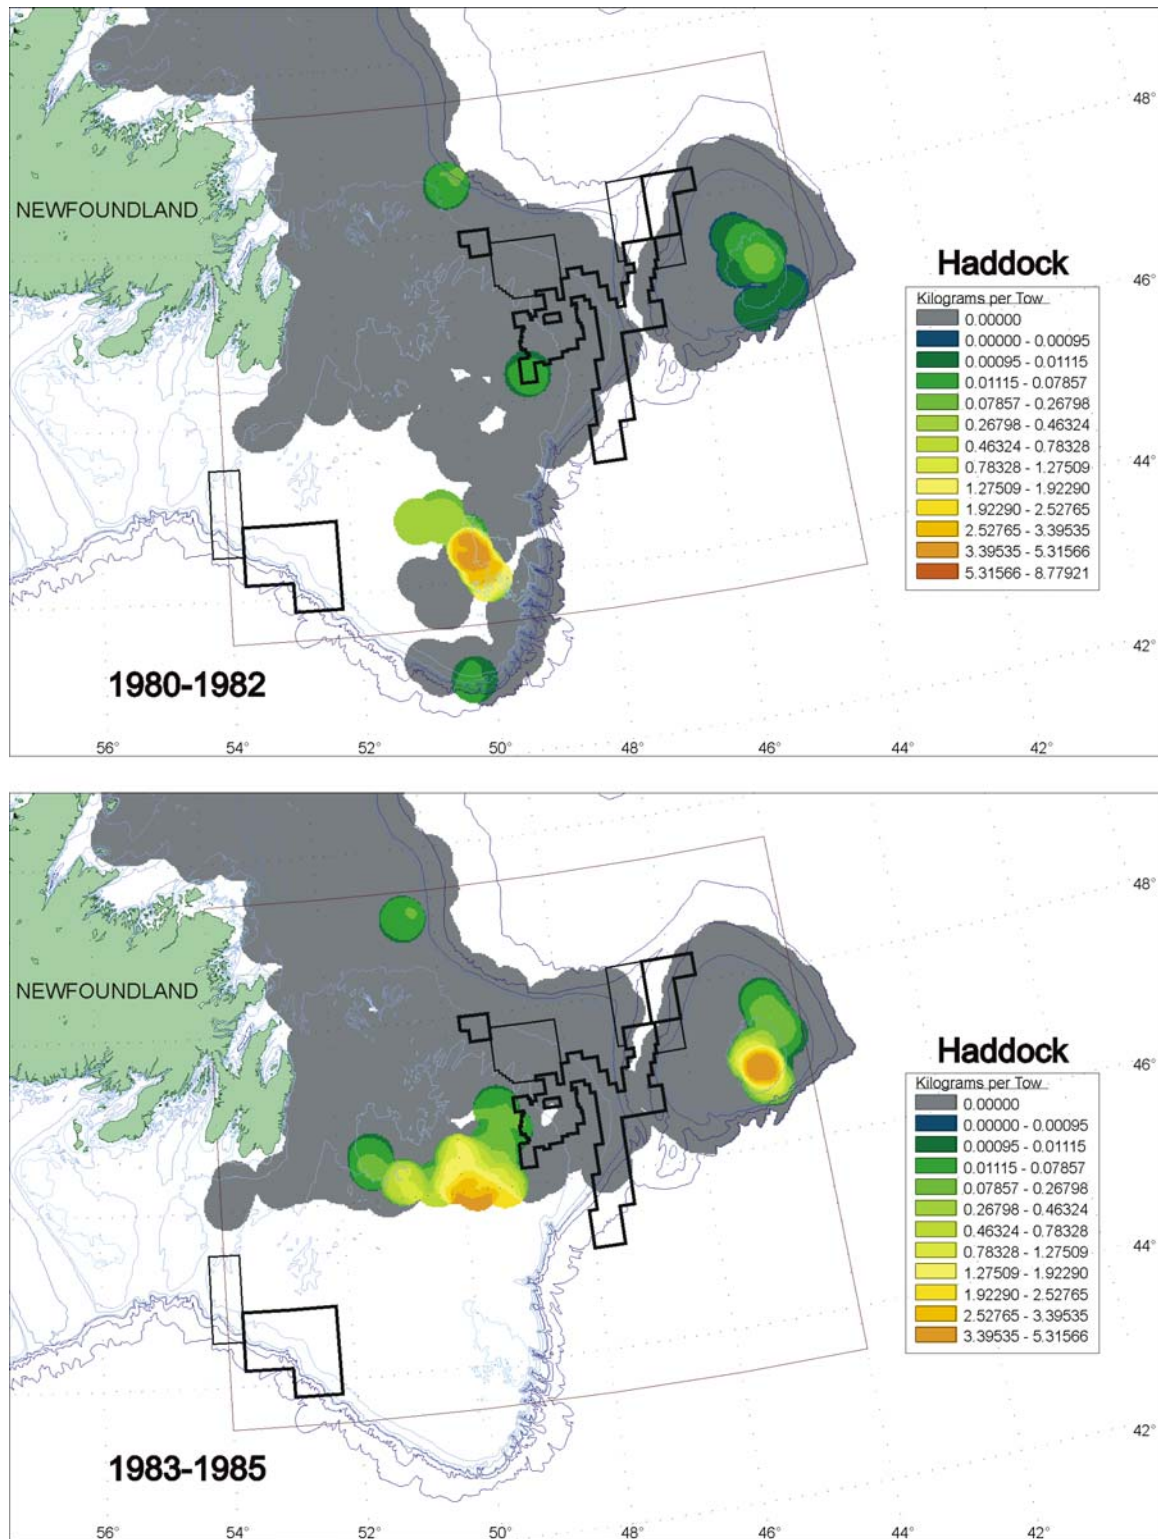 48°
NEWFOUNDLAND
Haddock
46°
Kilograms per Tow
0.00000
0.00000 - 0.00095
0.00095 - 0.01115
0.01115 - 0.07857
0.07857 - 0.26798
0.26798 - 0.46324
0.46324 - 0.78328
0.78328 - 1.27509
1.27509 - 1.92290
1.92290 - 2.52765
2.52765 - 3.39535
3.39535 - 5.31566
5.31566 - 8.77921
44°
42°
1980-1982
56° 54° 52° 50° 48° 46° 44° 42°
48°
NEWFOUNDLAND
Haddock
46°
Kilograms per Tow
0.00000
0.00000 - 0.00095
0.00095 - 0.01115
0.01115 - 0.07857
0.07857 - 0.26798
0.26798 - 0.46324
0.46324 - 0.78328
0.78328 - 1.27509
1.27509 - 1.92290
1.92290 - 2.52765
2.52765 - 3.39535
3.39535 - 5.31566
44°
42°
1983-1985
56° 54° 52° 50° 48° 46° 44° 42°